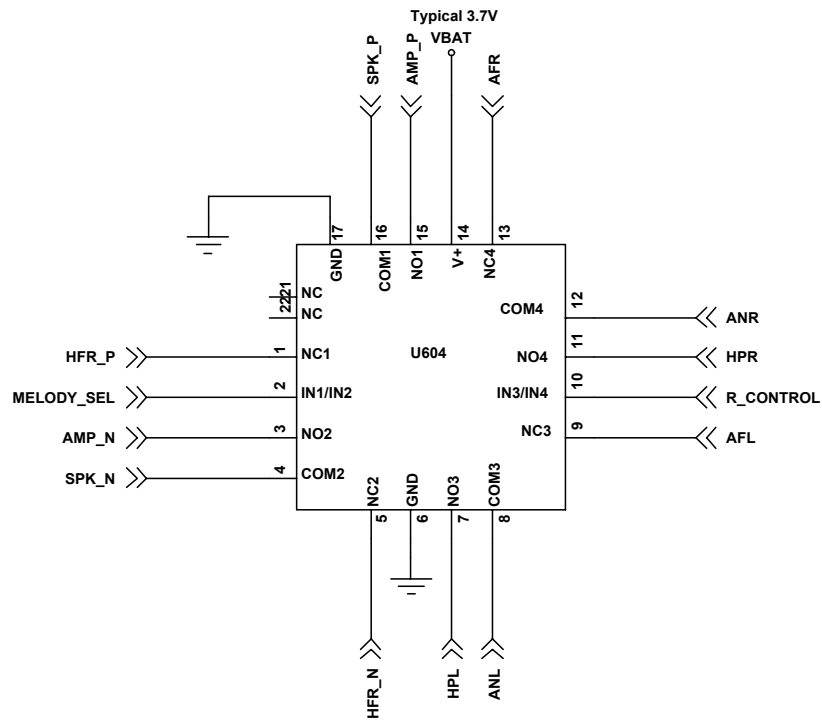 Typical 3.7V
VBAT
SPK_P
AMP_P
AFR
17
16
15
14
13
GND
COM1
NO1
V+
NC4
21
NC
22
NC
COM4
12
ANR
HFR_P
1
NC1
U604
NO4
11
HPR
MELODY_SEL
2
IN1/IN2
IN3/IN4
10
R_CONTROL
AMP_N
3
NO2
NC3
9
AFL
SPK_N
4
COM2
NC2
GND
NO3
COM3
5
6
7
8
HFR_N
HPL
ANL